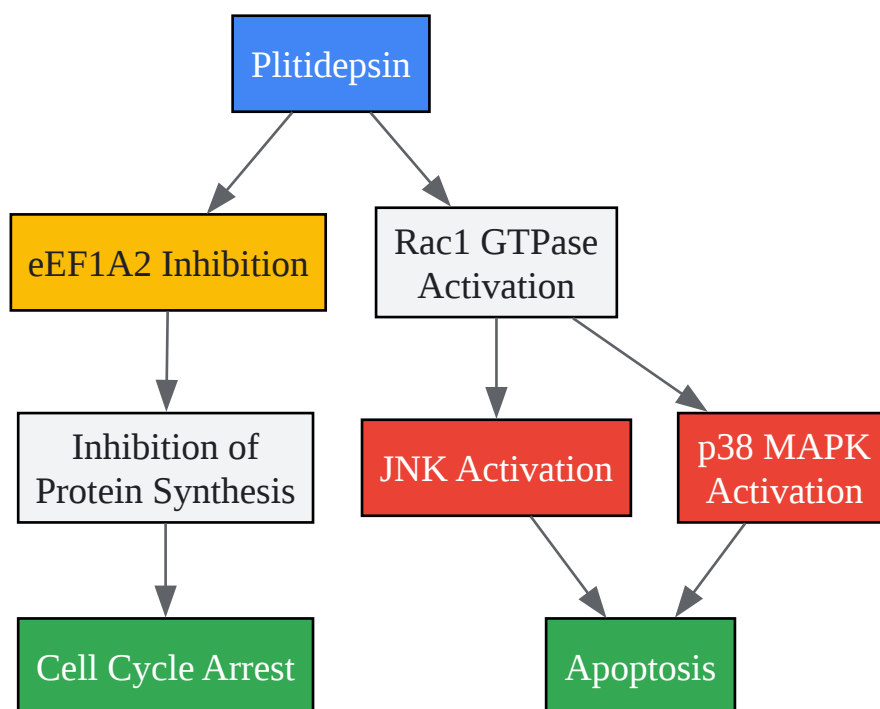 Plitidepsin
eEF1A2 Inhibition
Rac1 GTPase
Activation
Inhibition of
Protein Synthesis
JNK Activation
p38 MAPK
Activation
Cell Cycle Arrest
Apoptosis